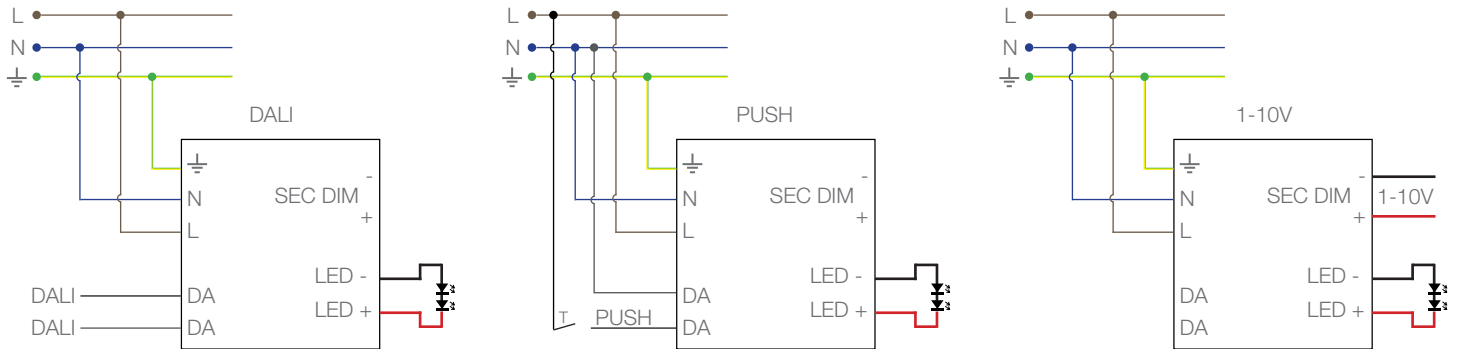 L
N
DALI
N
L
SEC DIM
-
+
LED -
LED +
DALI
DA
DALI
DA
L
N
PUSH
N
L
SEC DIM
-
+
LED -
LED +
DA
T
PUSH
DA
L
N
1-10V
N
L
SEC DIM
-
+
1-10V
LED -
LED +
DA
DA